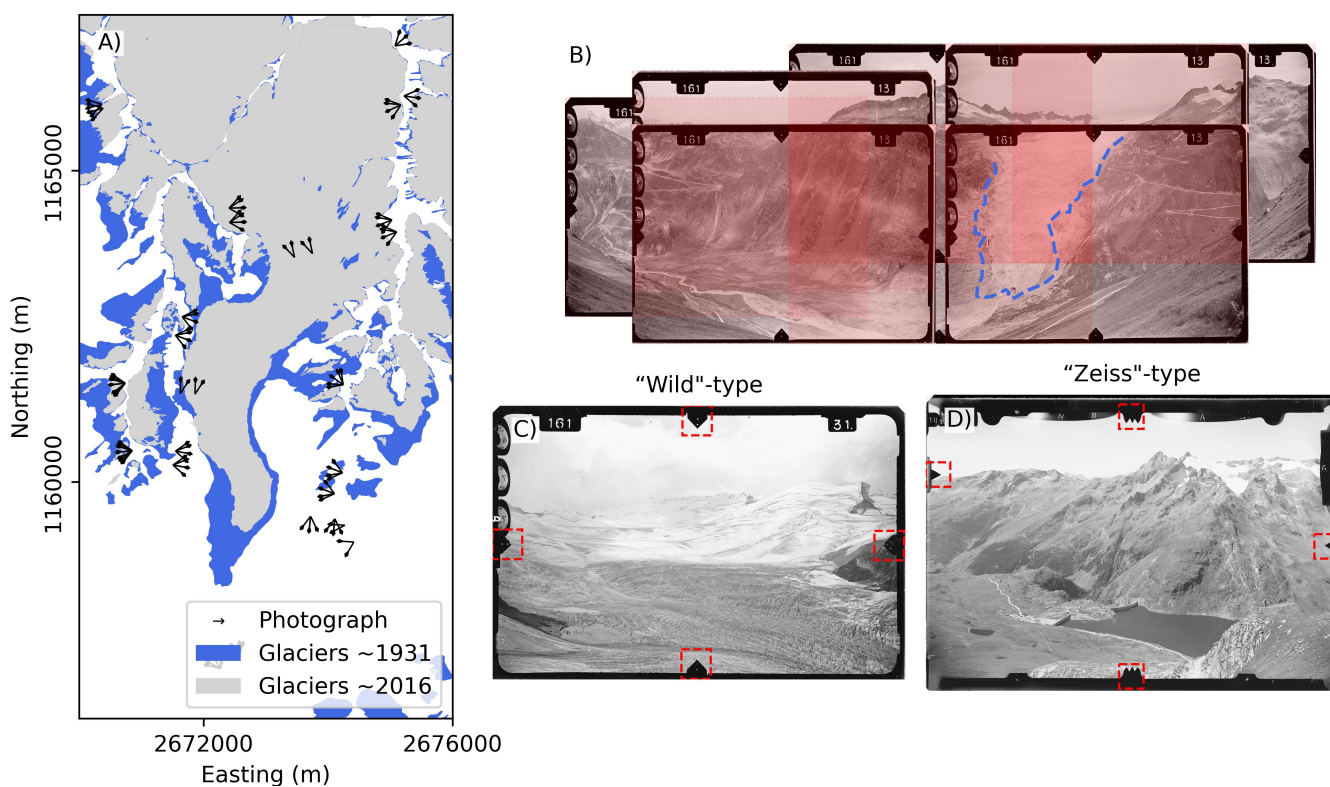 A)
Northing (m)
1165000
1160000
2672000
2676000
Easting (m)
→ Photograph
Glaciers ~1931
Glaciers ~2016
B)
161
13
13
161
161
13
161
13
161
13
“Wild"-type
“Zeiss"-type
C)
161
31.
D)